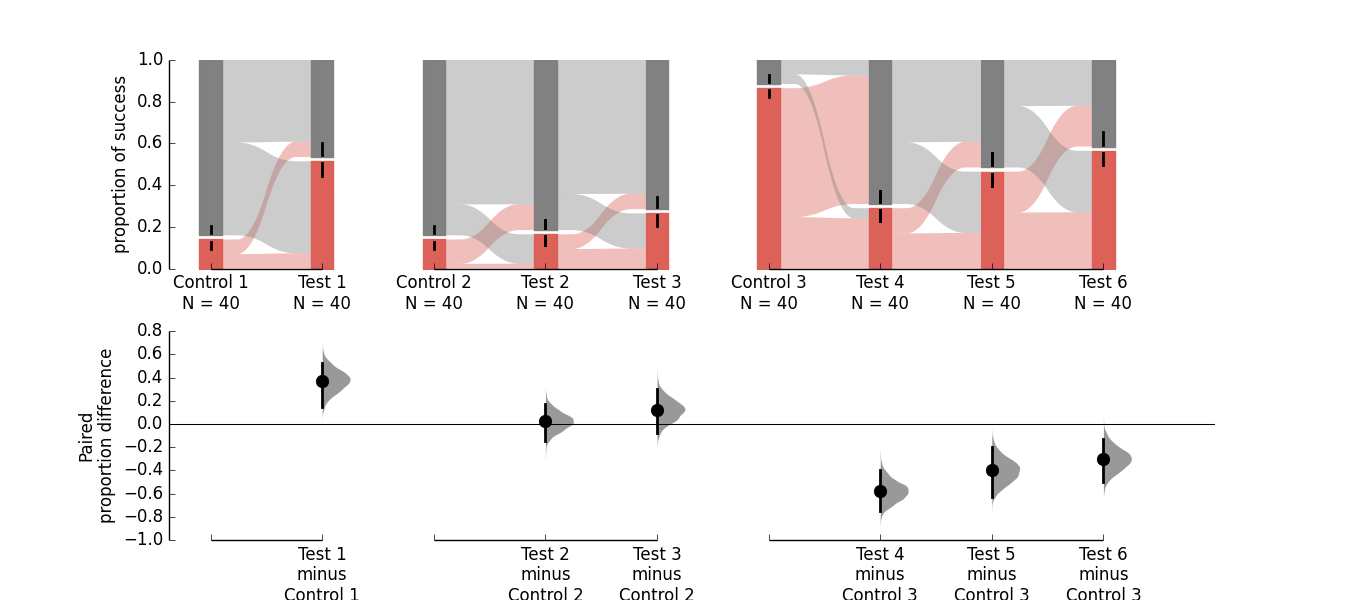 proportion of success
1.0
0.8
0.6
0.4
0.2
0.0
Control 1
N = 40
Test 1
N = 40
Control 2
N = 40
Test 2
N = 40
Test 3
N = 40
Control 3
N = 40
Test 4
N = 40
Test 5
N = 40
Test 6
N = 40
Paired
proportion difference
0.8
0.6
0.4
0.2
0.0
−0.2
−0.4
−0.6
−0.8
−1.0
Test 1
minus
Control 1
Test 2
minus
Control 2
Test 3
minus
Control 2
Test 4
minus
Control 3
Test 5
minus
Control 3
Test 6
minus
Control 3